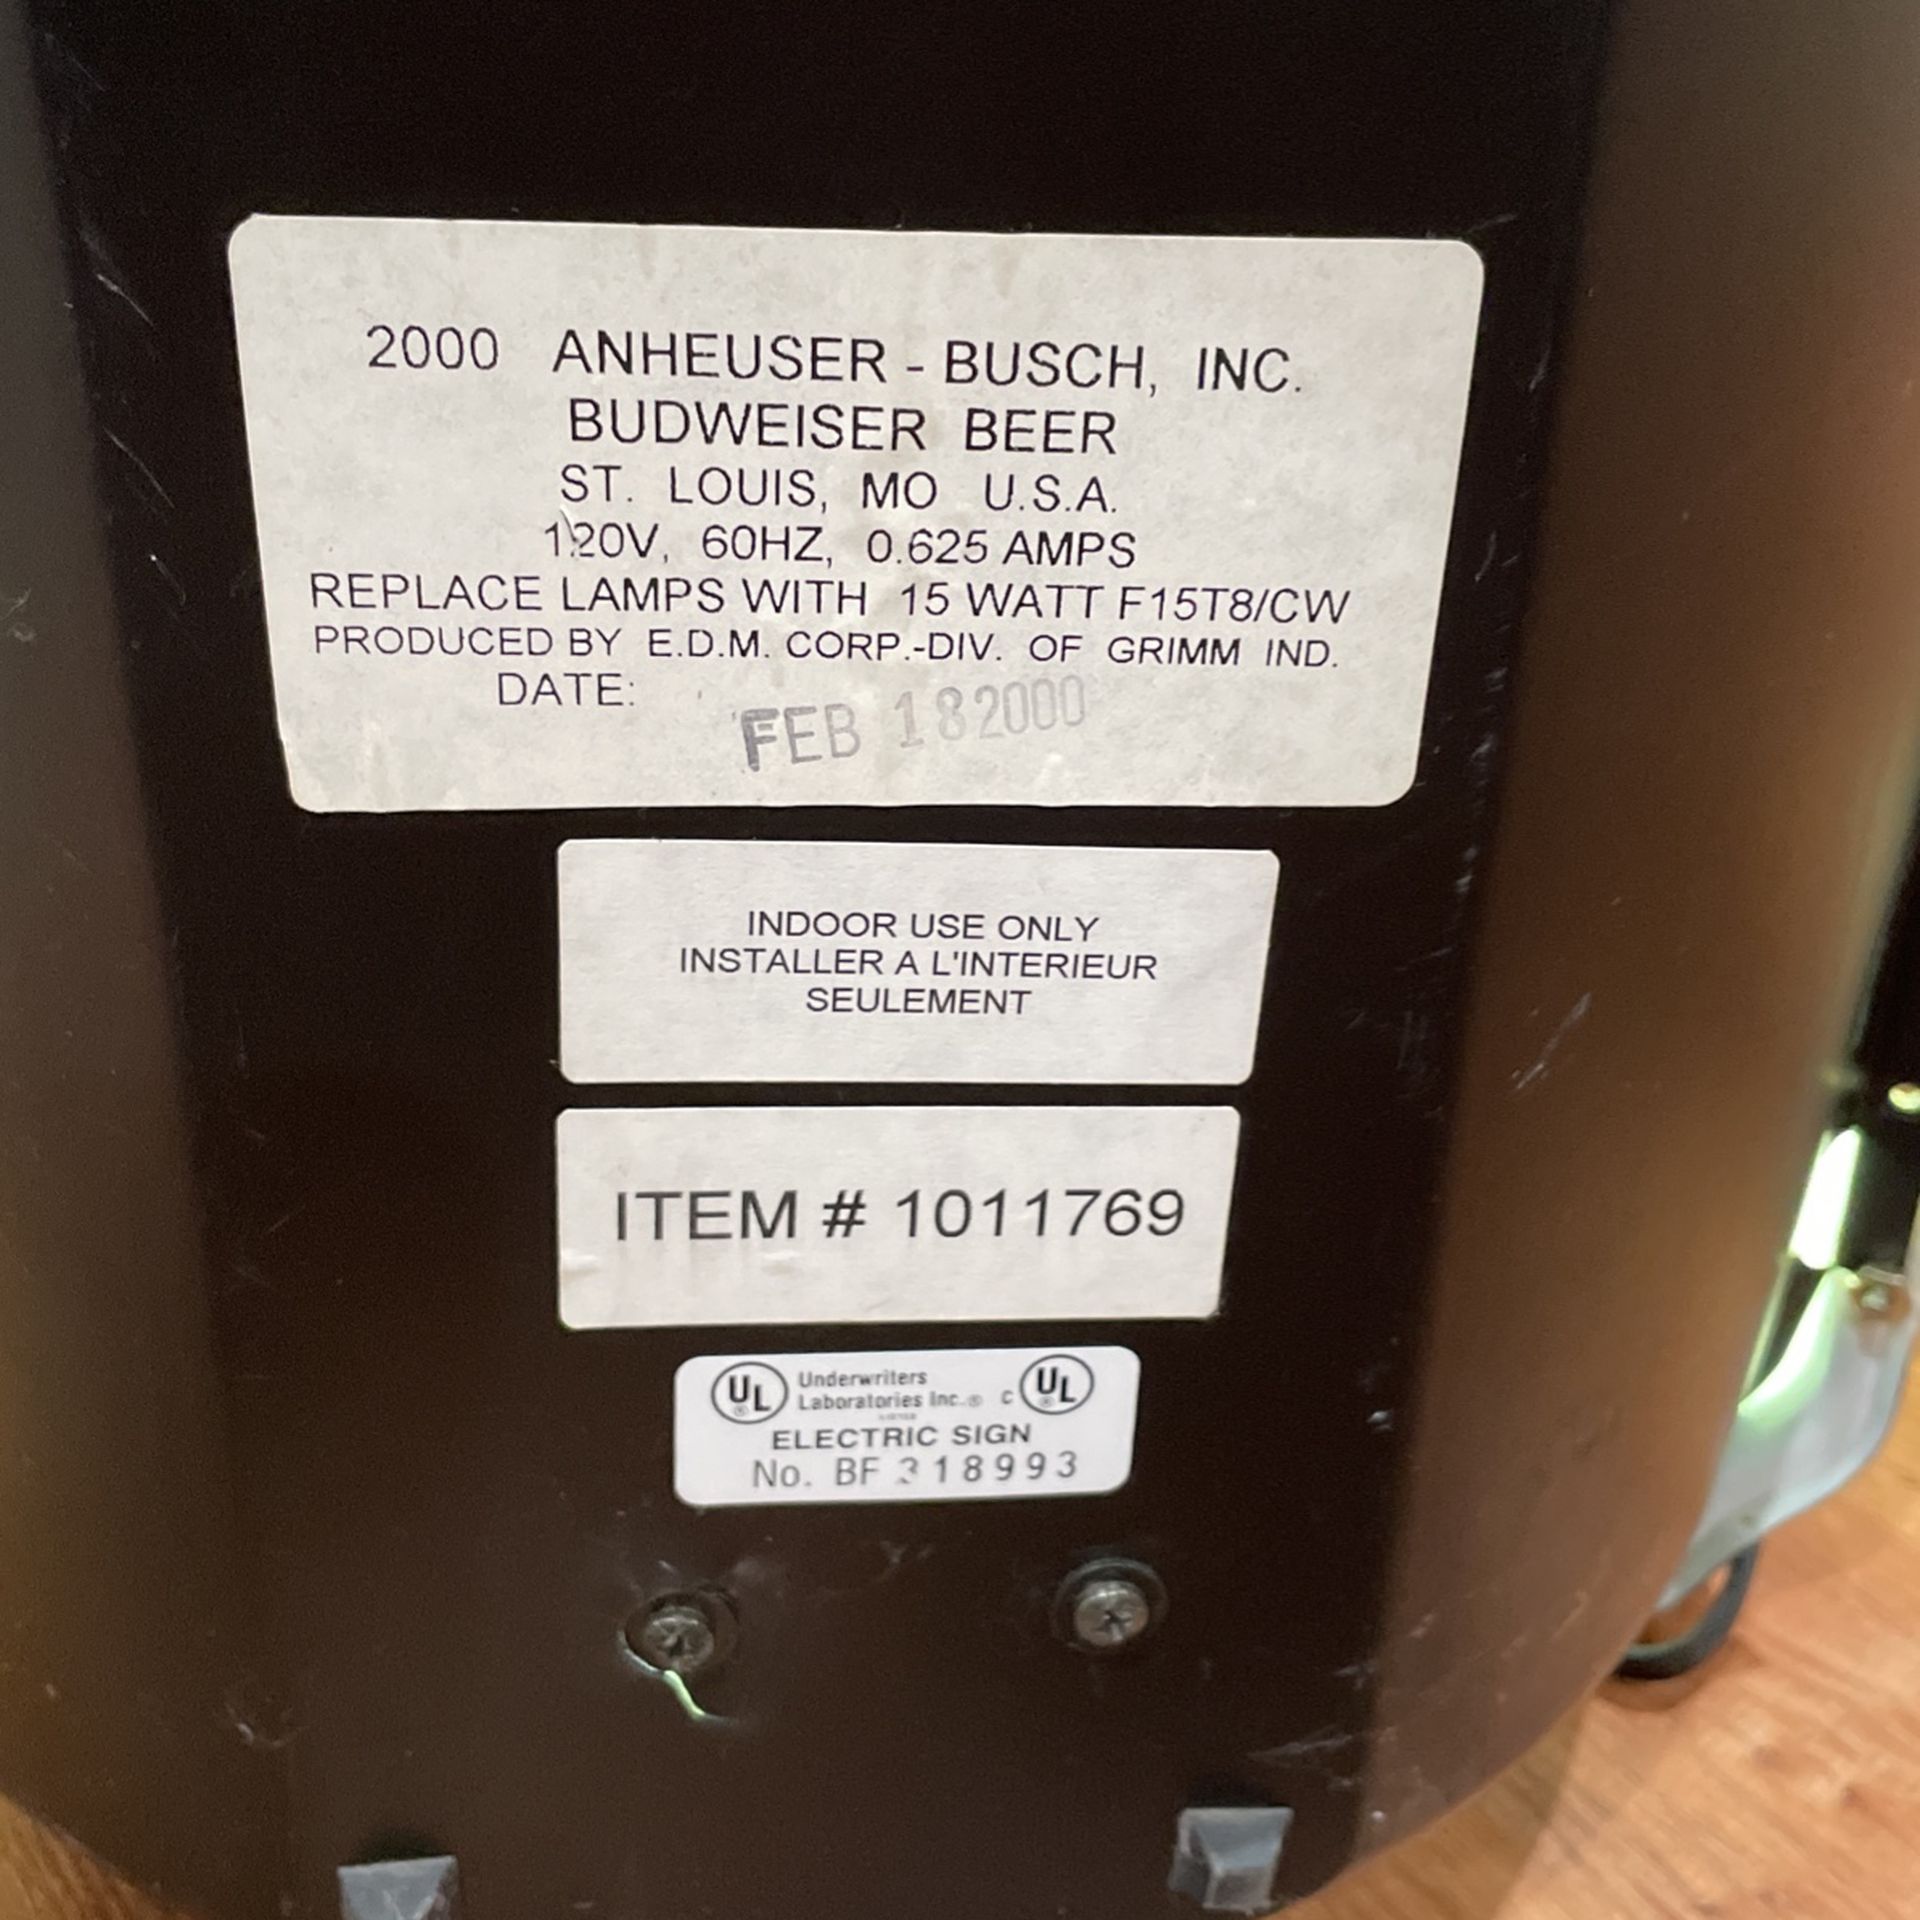 2000 ANHEUSER - BUSCH, INC.
BUDWEISER BEER
ST. LOUIS, MO U.S.A.
120V, 60HZ, 0.625 AMPS
REPLACE LAMPS WITH 15 WATT F15T8/CW
PRODUCED BY E.D.M. CORP.-DIV. OF GRIMM IND.
DATE: FEB 18 2000
INDOOR USE ONLY
INSTALLER A L'INTERIEUR
SEULEMENT
ITEM # 1011769
UL® Underwriters Laboratories Inc.® C UL®
ELECTRIC SIGN
No. BF 318993